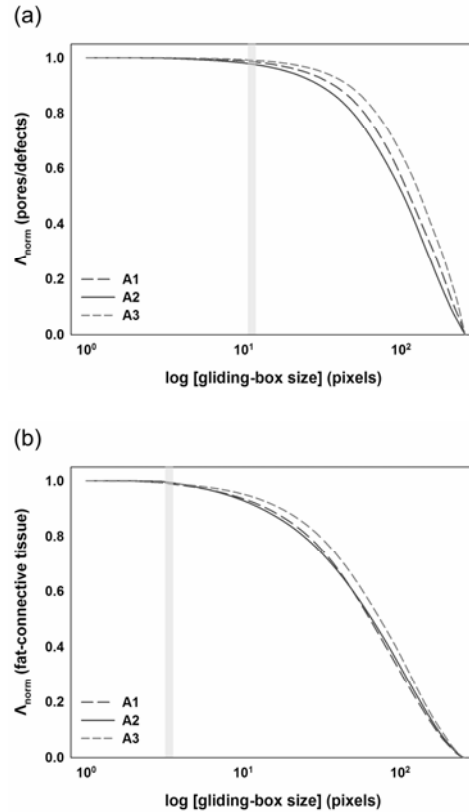 (a)
Λnorm (pores/defects)
1.0
0.8
0.6
0.4
0.2
0.0
A1
A2
A3
10⁰ 10¹ 10²
log [gliding-box size] (pixels)
(b)
Λnorm (fat-connective tissue)
1.0
0.8
0.6
0.4
0.2
0.0
A1
A2
A3
10⁰ 10¹ 10²
log [gliding-box size] (pixels)